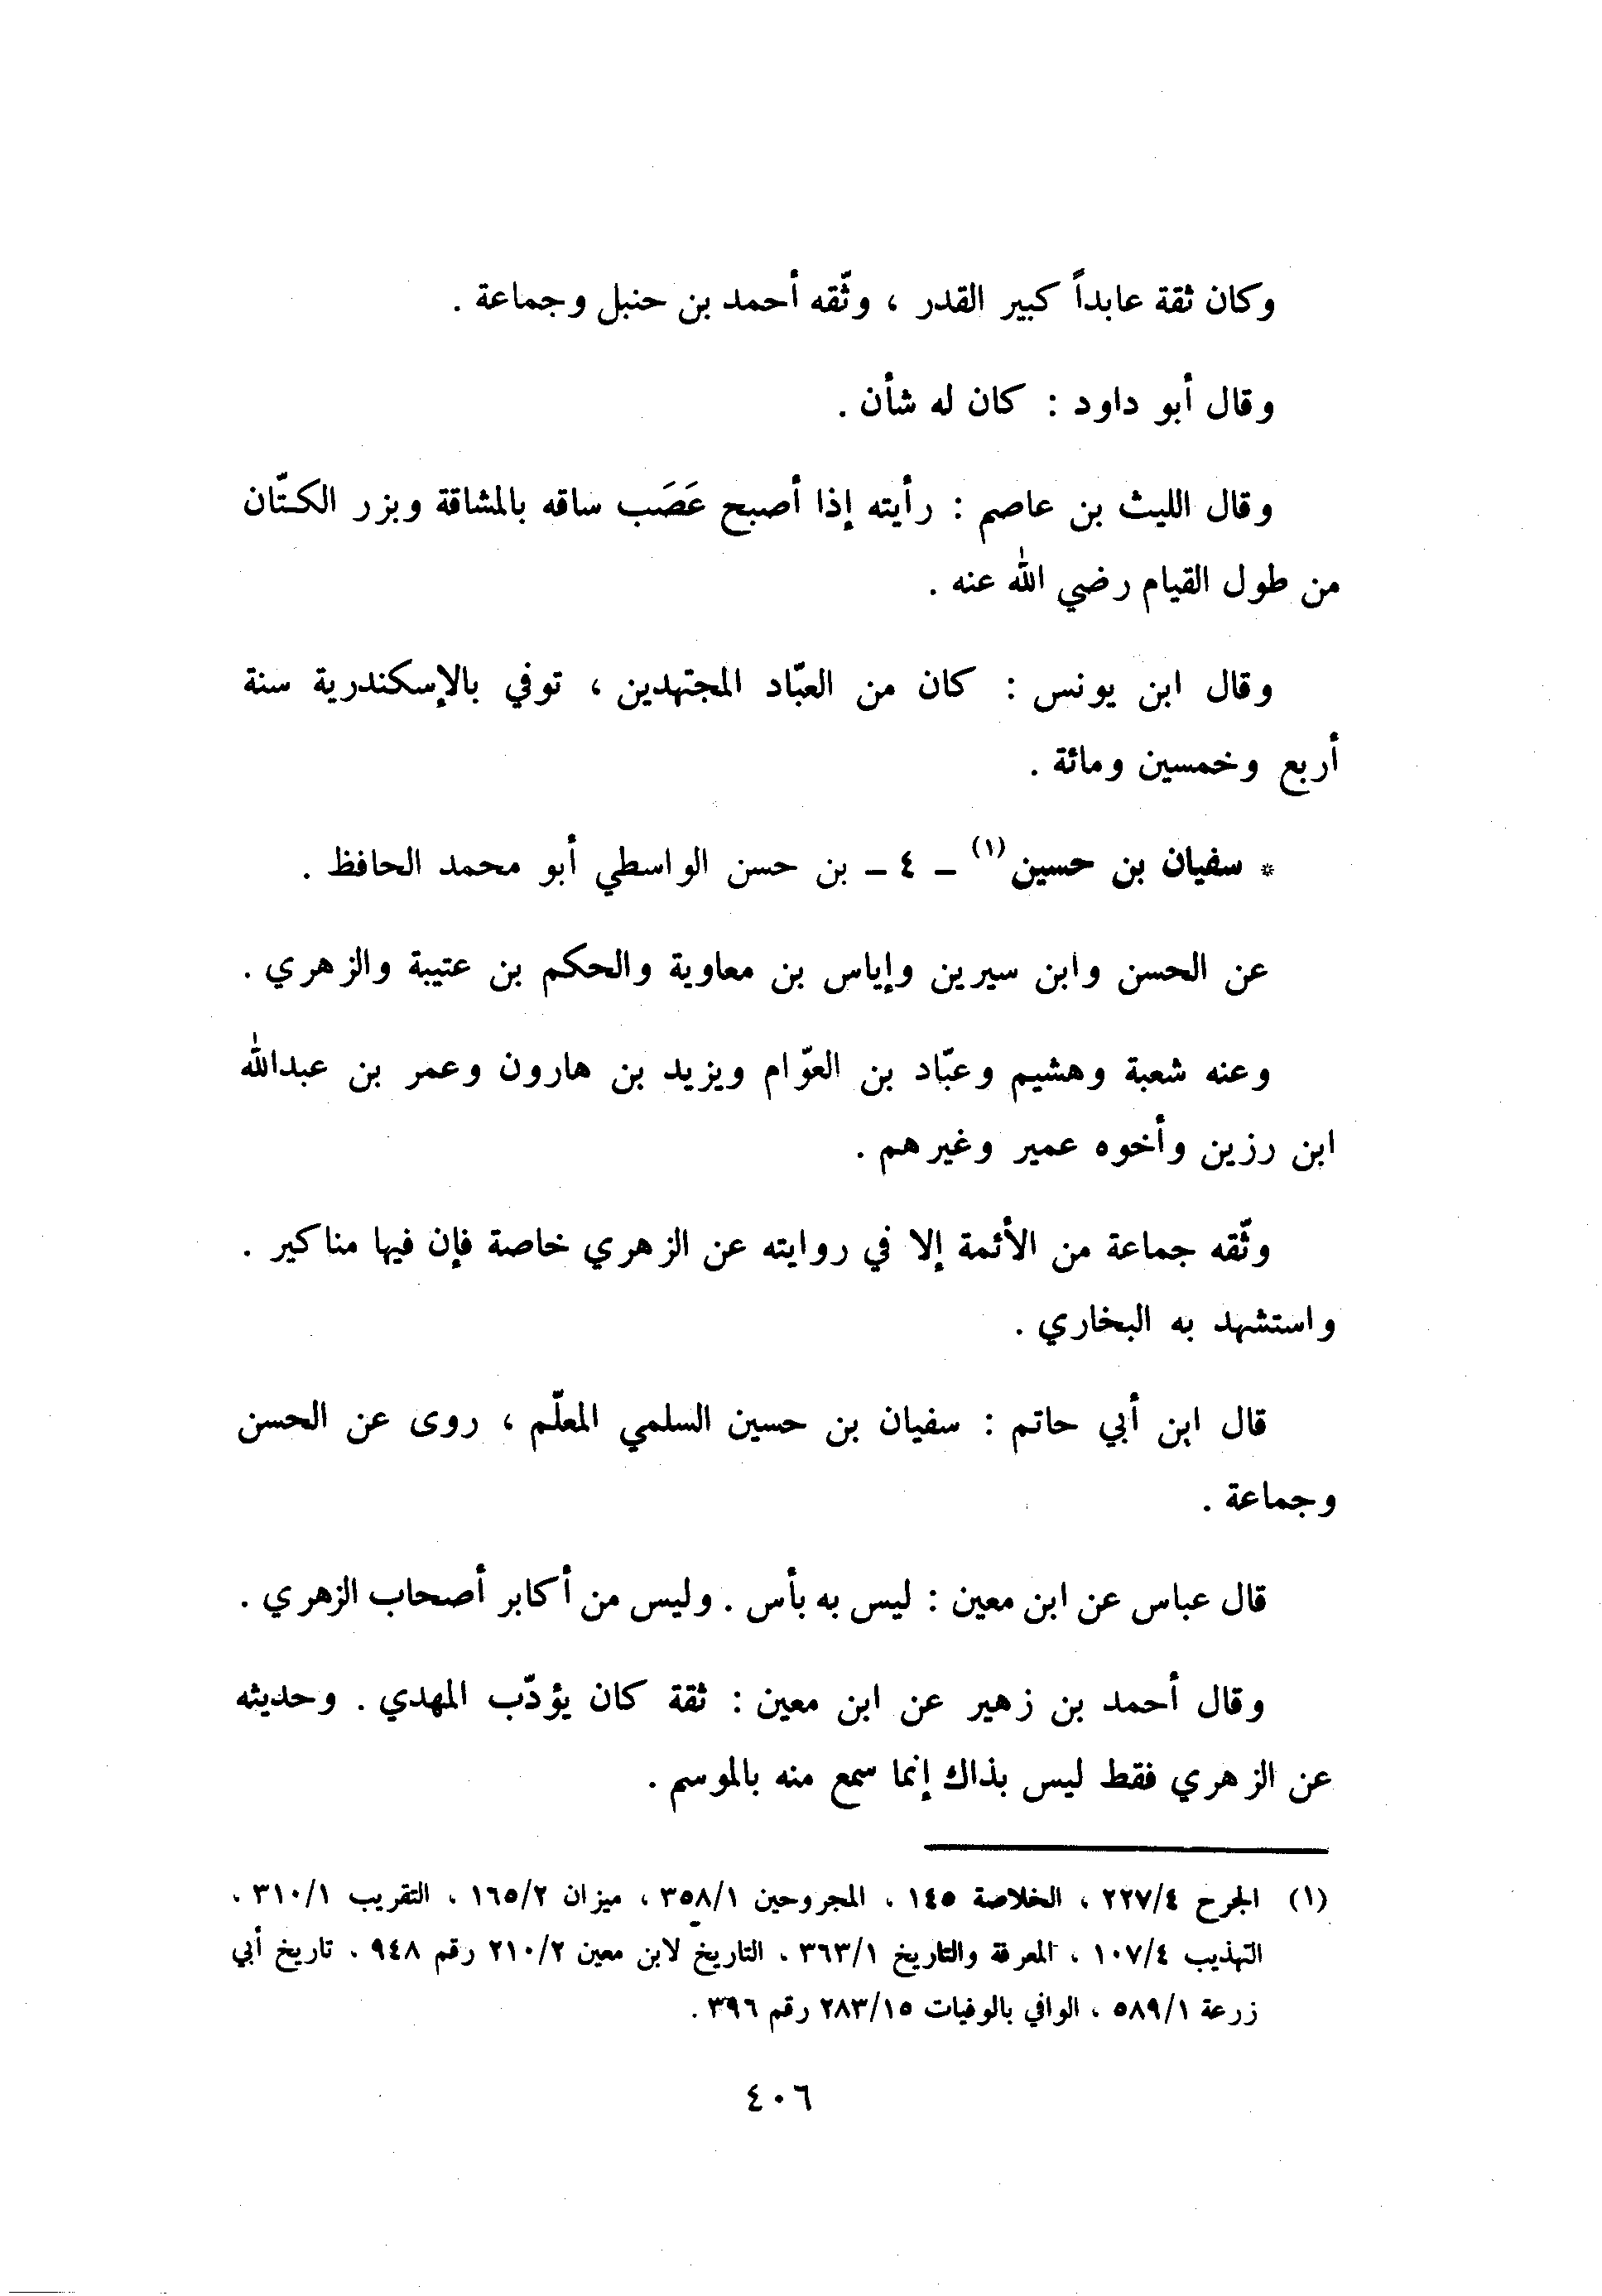 وكان ثقة عابداً كبير القدر ، وثّقه أحمد بن حنبل وجماعة .
وقال أبو داود : كان له شأن .
وقال الليث بن عاصم : رأيته إذا أصبح عَصَب ساقه بالمشاقة وبزر الكتّان
من طول القيام رضي الله عنه .
وقال ابن يونس : كان من العبّاد المجتهدين ، توفي بالإسكندرية سنة
أربع وخمسين ومائة .
* سفيان بن حسين (١) – ٤ – بن حسن الواسطي أبو محمد الحافظ .
عن الحسن وابن سيرين وإياس بن معاوية والحكم بن عتيبة والزهري .
وعنه شعبة وهشيم وعبّاد بن العوّام ويزيد بن هارون وعمر بن عبدالله
ابن رزين وأخوه عمير وغيرهم .
وثّقه جماعة من الأئمة إلا في روايته عن الزهري خاصة فإن فيها مناكير .
واستشهد به البخاري .
قال ابن أبي حاتم : سفيان بن حسين السلمي المعلّم ، روى عن الحسن
وجماعة .
قال عباس عن ابن معين : ليس به بأس . وليس من أكابر أصحاب الزهري .
وقال أحمد بن زهير عن ابن معين : ثقة كان يؤدّب المهدي . وحديثه
عن الزهري فقط ليس بذاك إنما سمع منه بالموسم .
(١) الجرح ٢٢٧/٤ ، الخلاصة ١٤٥ ، المجروحين ٣٥٨/١ ، ميزان ١٦٥/٢ ، التقريب ٣١٠/١ ،
التهذيب ١٠٧/٤ ، المعرفة والتاريخ ٣٦٣/١ ، التاريخ لابن معين ٢١٠/٢ رقم ٩٤٨ ، تاريخ أبي
زرعة ٥٨٩/١ ، الوافي بالوفيات ٢٨٣/١٥ رقم ٣٩٦ .
٤٠٦